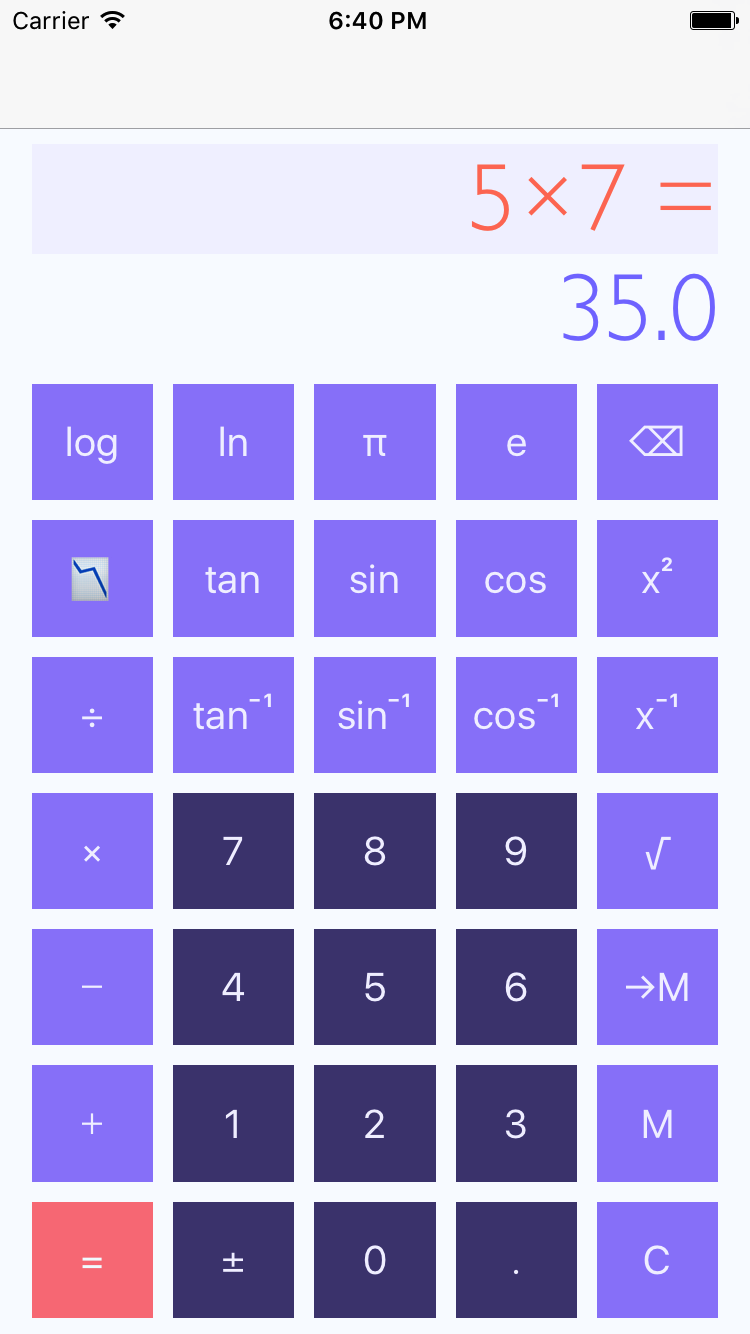 Carrier 6:40 PM
5×7 =
35.0
log ln π e ⌫
tan sin cos x²
÷ tan⁻¹ sin⁻¹ cos⁻¹ x⁻¹
× 7 8 9 √
− 4 5 6 →M
+ 1 2 3 M
= ± 0 . C